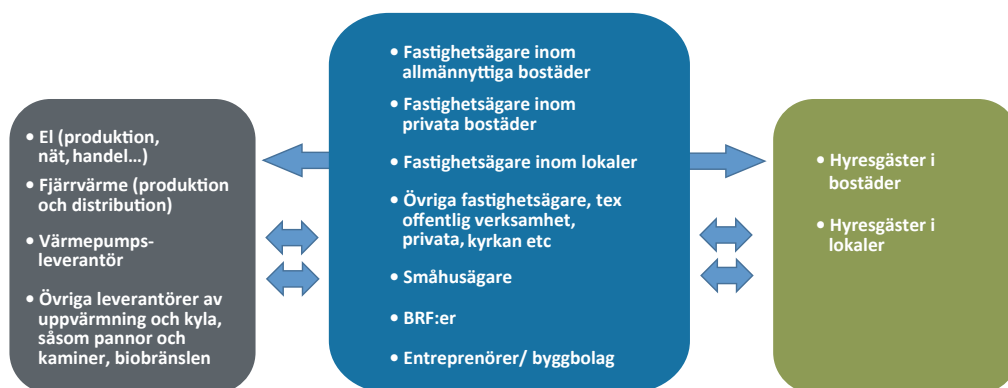 • El (produktion,
nät, handel...)
• Fjärrvärme (produktion
och distribution)
• Värmepumps-
leverantör
• Övriga leverantörer av
uppvärmning och kyla,
såsom pannor och
kaminer, biobränslen
• Fastighetsägare inom
allmännyttiga bostäder
• Fastighetsägare inom
privata bostäder
• Fastighetsägare inom lokaler
• Övriga fastighetsägare, tex
offentlig verksamhet,
privata, kyrkan etc
• Småhusägare
• BRF:er
• Entreprenörer/ byggbolag
• Hyresgäster i
bostäder
• Hyresgäster i
lokaler